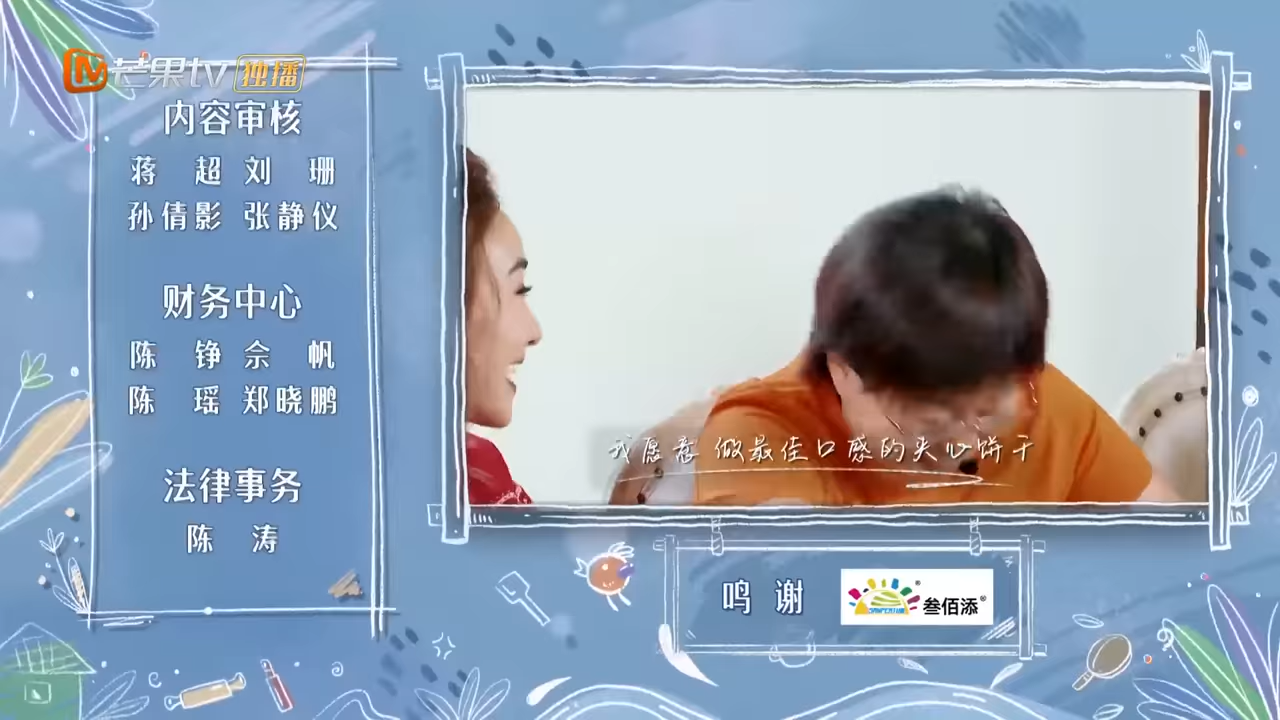 芒果tv 独播
内容审核
蒋 超 刘 珊
孙倩影 张静仪
财务中心
陈 铮 佘 帆
陈 瑶 郑晓鹏
法律事务
陈 涛
我愿意 做最佳口感的夹心饼干
鸣 谢
叁佰添